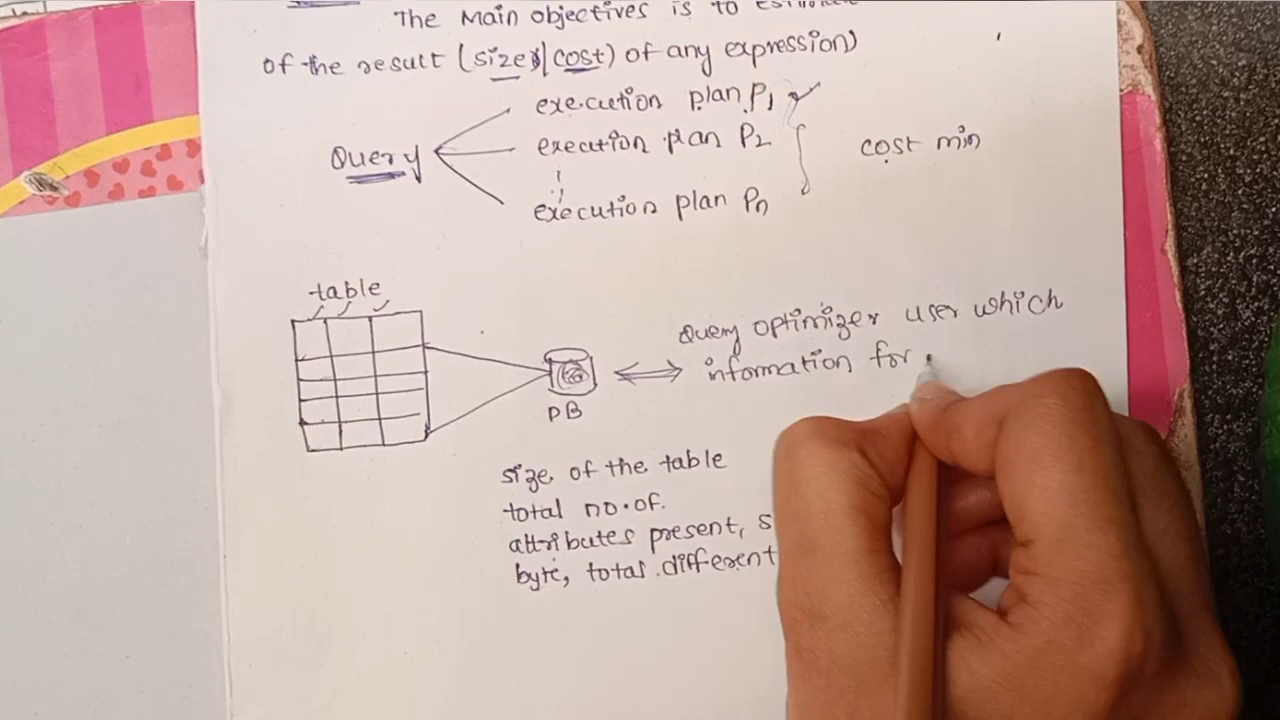 The Main objectives is to
of the result (size/cost) of any expression)
execution plan P1
Query
execution plan P2
cost min
execution plan Pn
table
Query optimizer user which
information for
DB
size of the table
total no.of.
attributes present, s
byte, total different